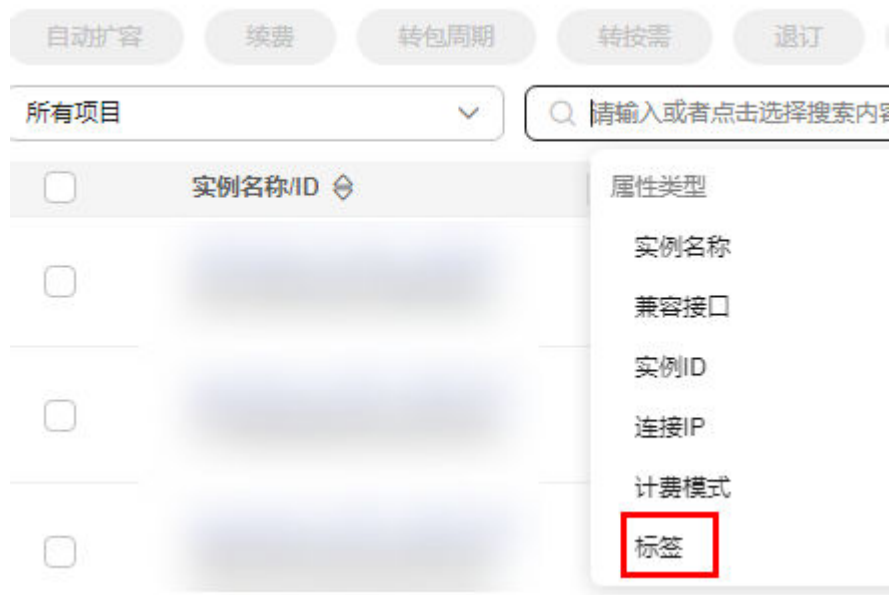 自动扩容 续费 转包周期 转按需 退订
所有项目 请输入或者点击选择搜索内容
实例名称/ID 属性类型
实例名称
兼容接口
实例ID
连接IP
计费模式
标签